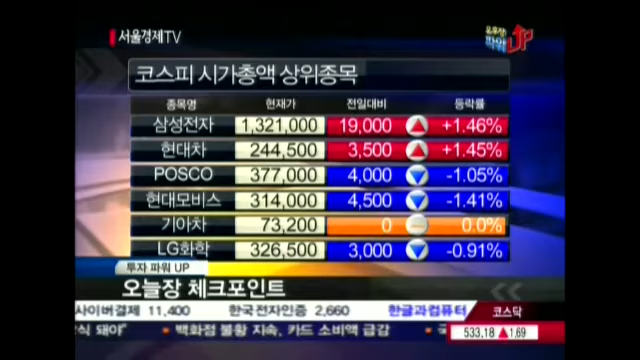 서울경제TV
오후장!
파워 UP
코스피 시가총액 상위종목
종목명 현재가 전일대비 등락률
삼성전자 1,321,000 19,000 ▲ +1.46%
현대차 244,500 3,500 ▲ +1.45%
POSCO 377,000 4,000 ▼ -1.05%
현대모비스 314,000 4,500 ▼ -1.41%
기아차 73,200 0 - 0.0%
LG화학 326,500 3,000 ▼ -0.91%
투자 파워 UP
오늘장 체크포인트
사이버결제 11,400 한국전자인증 2,660 한글과컴퓨터 코스닥
식 돼야" • 백화점 불황 지속, 카드 소비액 급감 • 533.18 ▲1.69